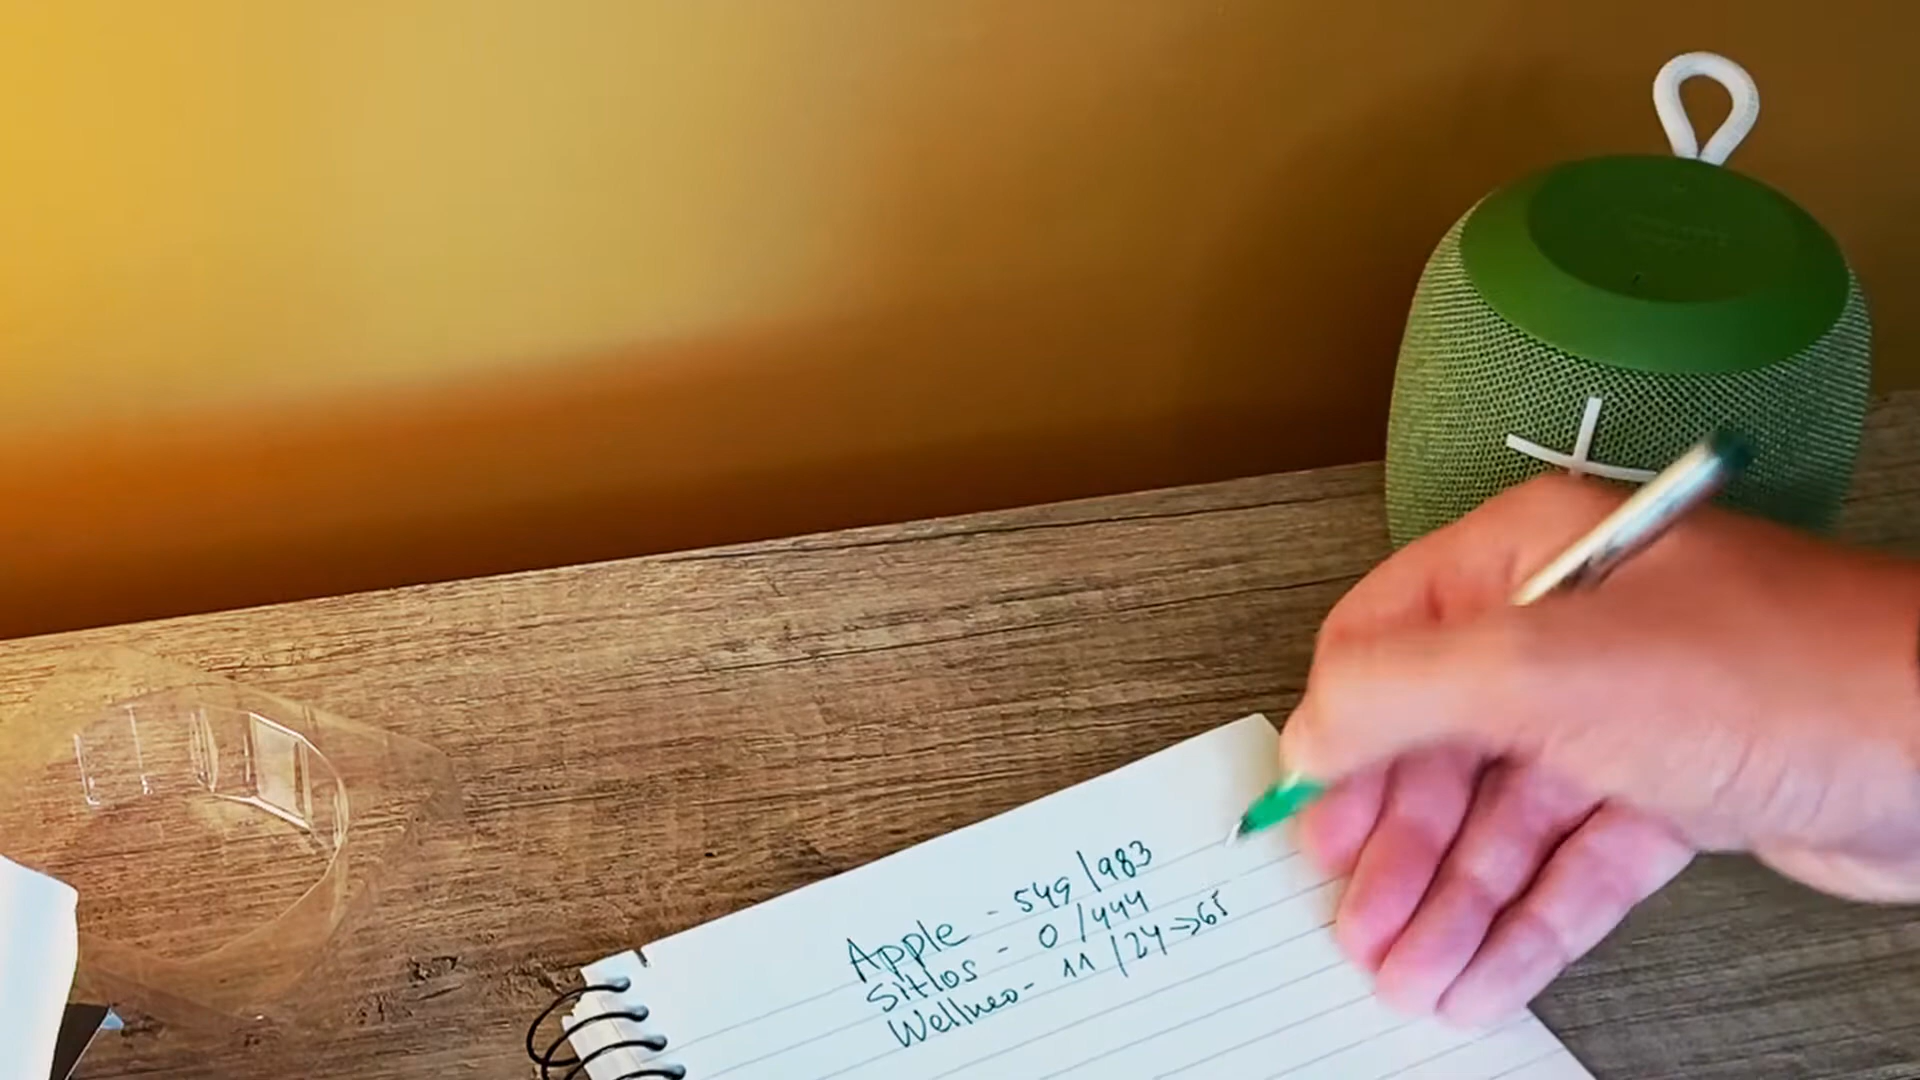 Apple - 549/983
Sitlos - 0/444
Wellneo - 11/24→65